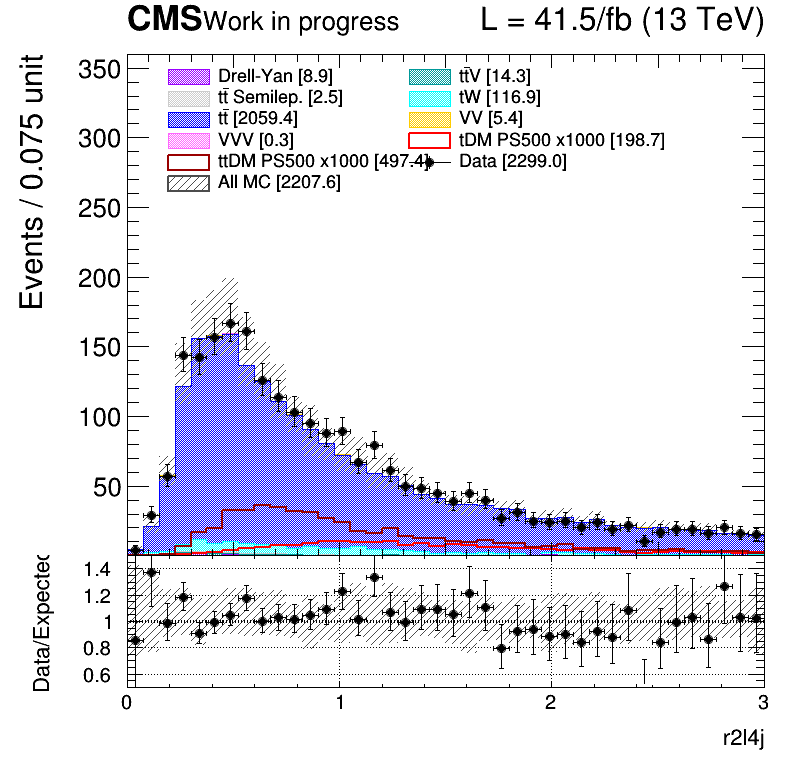 CMS Work in progress L = 41.5/fb (13 TeV)
Events / 0.075 unit
350
300
250
200
150
100
50
Drell-Yan [8.9]
tt̄V [14.3]
tt̄ Semilep. [2.5]
tW [116.9]
tt̄ [2059.4]
VV [5.4]
VVV [0.3]
tDM PS500 x1000 [198.7]
ttDM PS500 x1000 [497.4]
Data [2299.0]
All MC [2207.6]
Data/Expected
1.4
1.2
1
0.8
0.6
0 1 2 3
r2l4j